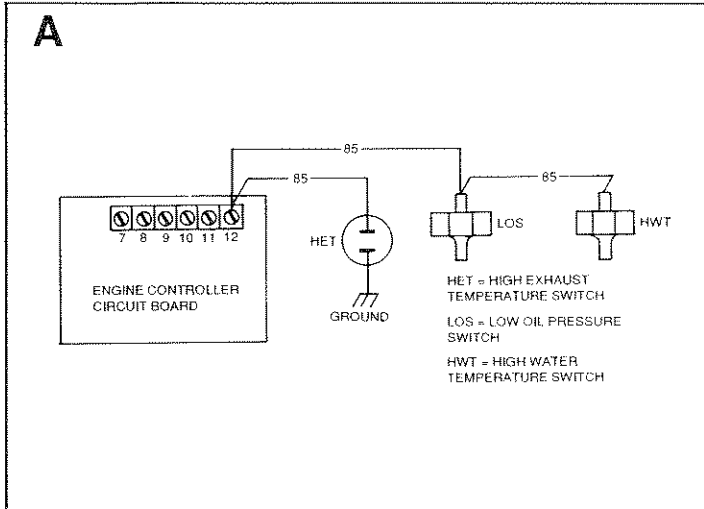 A
85
85
85
7 8 9 10 11 12
HET
LOS
HWT
ENGINE CONTROLLER
CIRCUIT BOARD
GROUND
HET = HIGH EXHAUST
TEMPERATURE SWITCH
LOS = LOW OIL PRESSURE
SWITCH
HWT = HIGH WATER
TEMPERATURE SWITCH